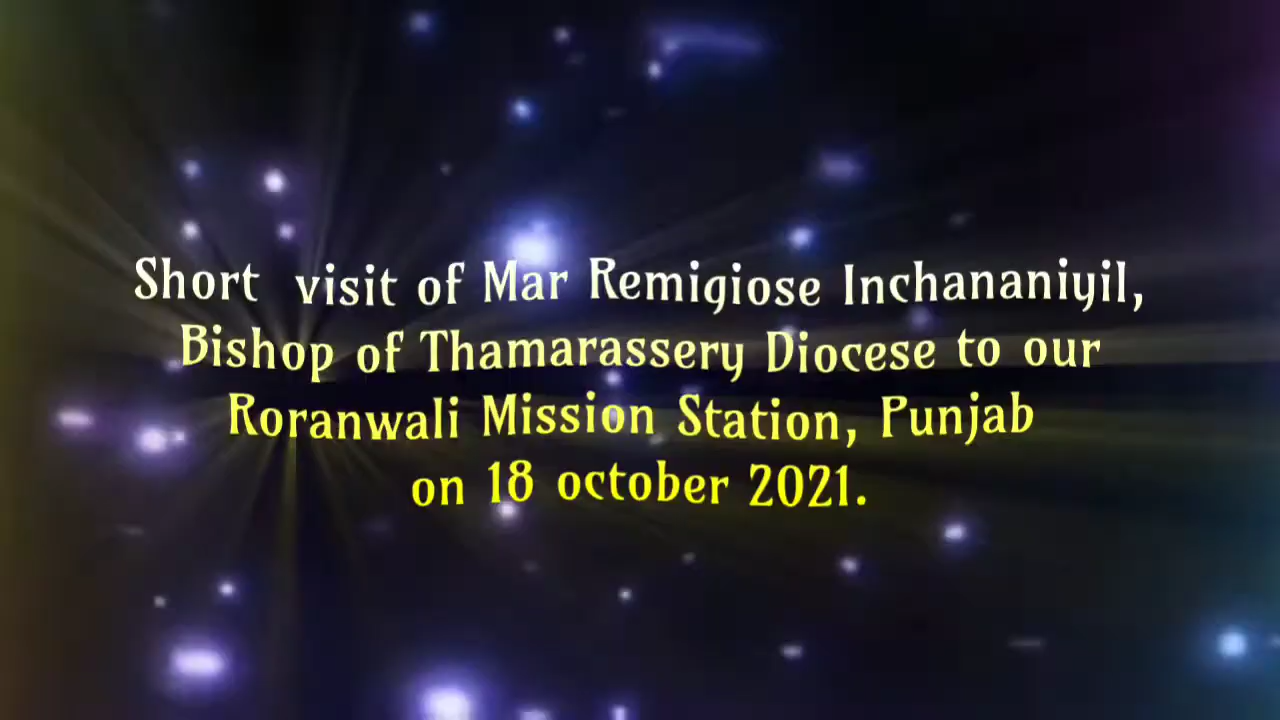 Short visit of Mar Remigiose Inchananiyil,
Bishop of Thamarassery Diocese to our
Roranwali Mission Station, Punjab
on 18 october 2021.